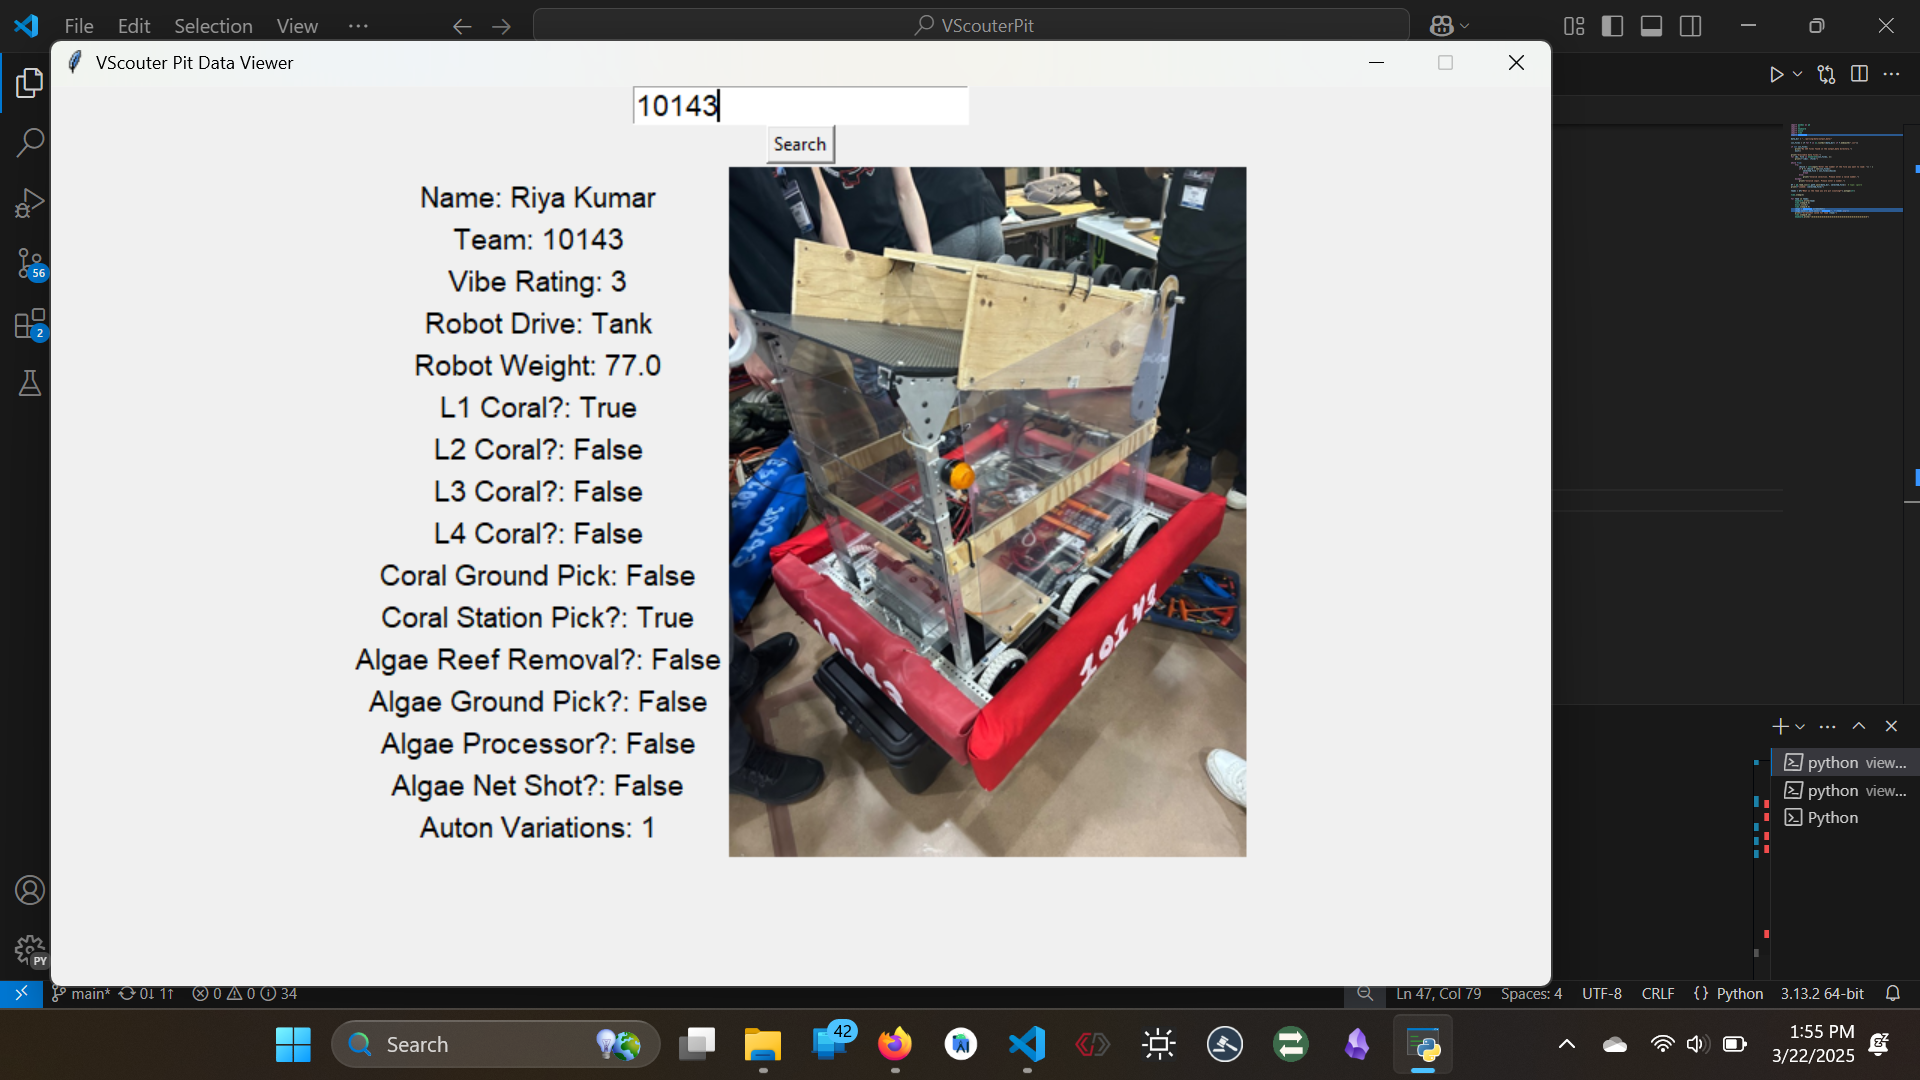 File Edit Selection View ...
VScouterPit
VScouter Pit Data Viewer
10143
Search
Name: Riya Kumar
Team: 10143
Vibe Rating: 3
Robot Drive: Tank
Robot Weight: 77.0
L1 Coral?: True
L2 Coral?: False
L3 Coral?: False
L4 Coral?: False
Coral Ground Pick: False
Coral Station Pick?: True
Algae Reef Removal?: False
Algae Ground Pick?: False
Algae Processor?: False
Algae Net Shot?: False
Auton Variations: 1
10143
10143
56
2
PY
python view...
python view...
Python
main* 0↓ 1↑ 0 0 34
Ln 47, Col 79 Spaces: 4 UTF-8 CRLF {} Python 3.13.2 64-bit
Search
42
1:55 PM
3/22/2025